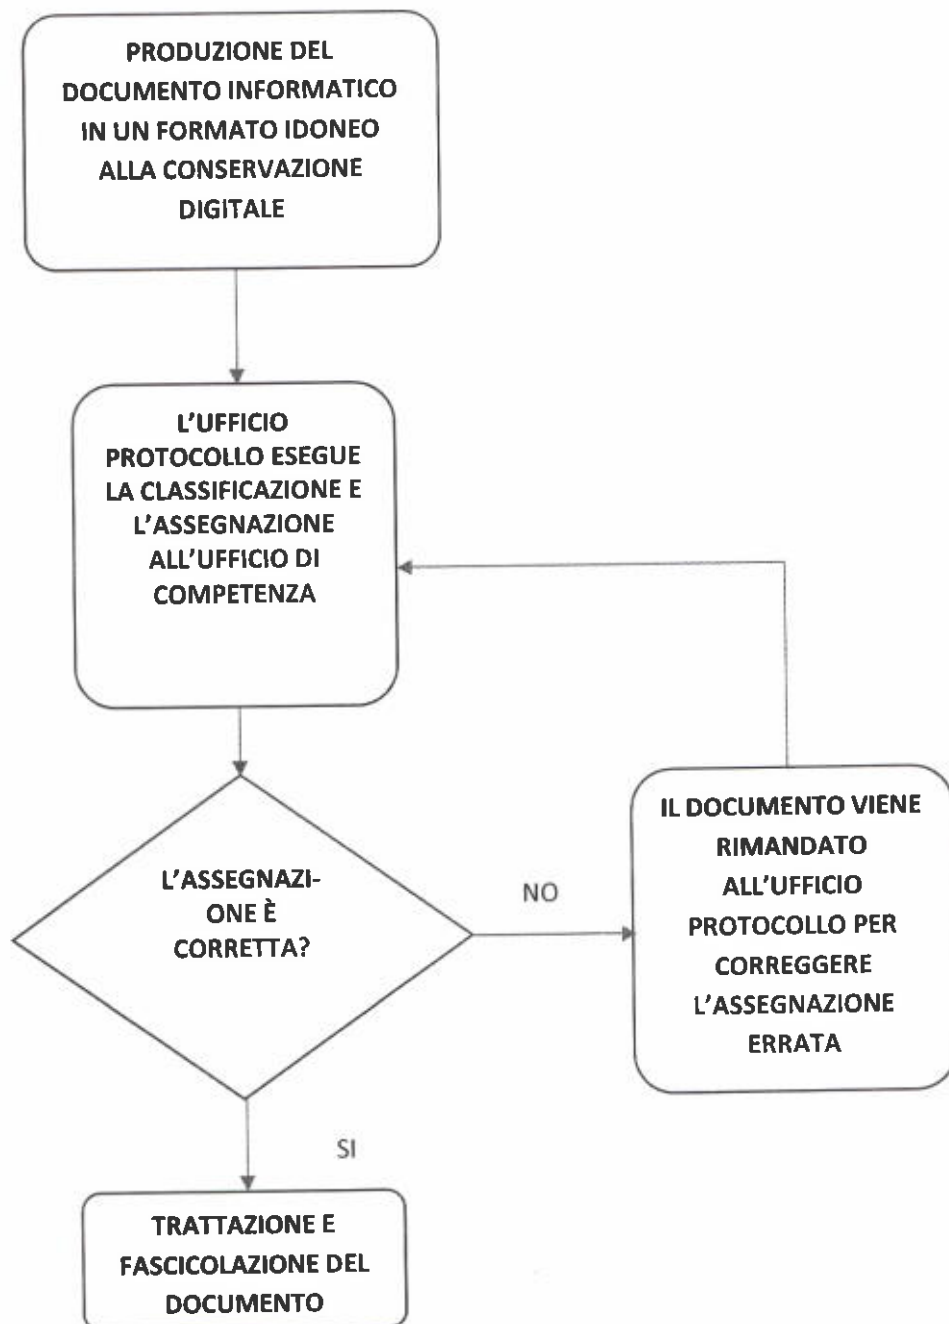 PRODUZIONE DEL
DOCUMENTO INFORMATICO
IN UN FORMATO IDONEO
ALLA CONSERVAZIONE
DIGITALE
L'UFFICIO
PROTOCOLLO ESEGUE
LA CLASSIFICAZIONE E
L'ASSEGNAZIONE
ALL'UFFICIO DI
COMPETENZA
L'ASSEGNAZI-
ONE È
CORRETTA?
NO
IL DOCUMENTO VIENE
RIMANDATO
ALL'UFFICIO
PROTOCOLLO PER
CORREGGERE
L'ASSEGNAZIONE
ERRATA
SI
TRATTAZIONE E
FASCICOLAZIONE DEL
DOCUMENTO